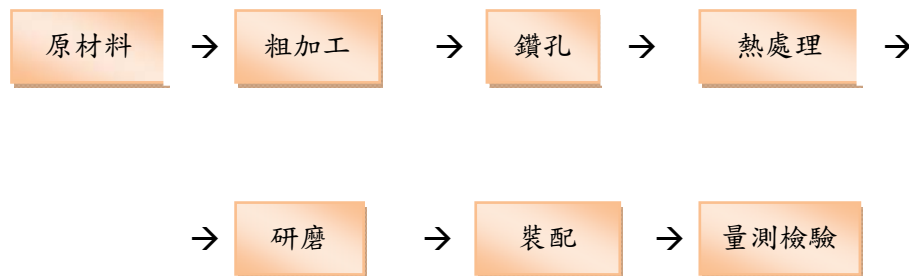 原材料 → 粗加工 → 鑽孔 → 熱處理 →
→ 研磨 → 裝配 → 量測檢驗